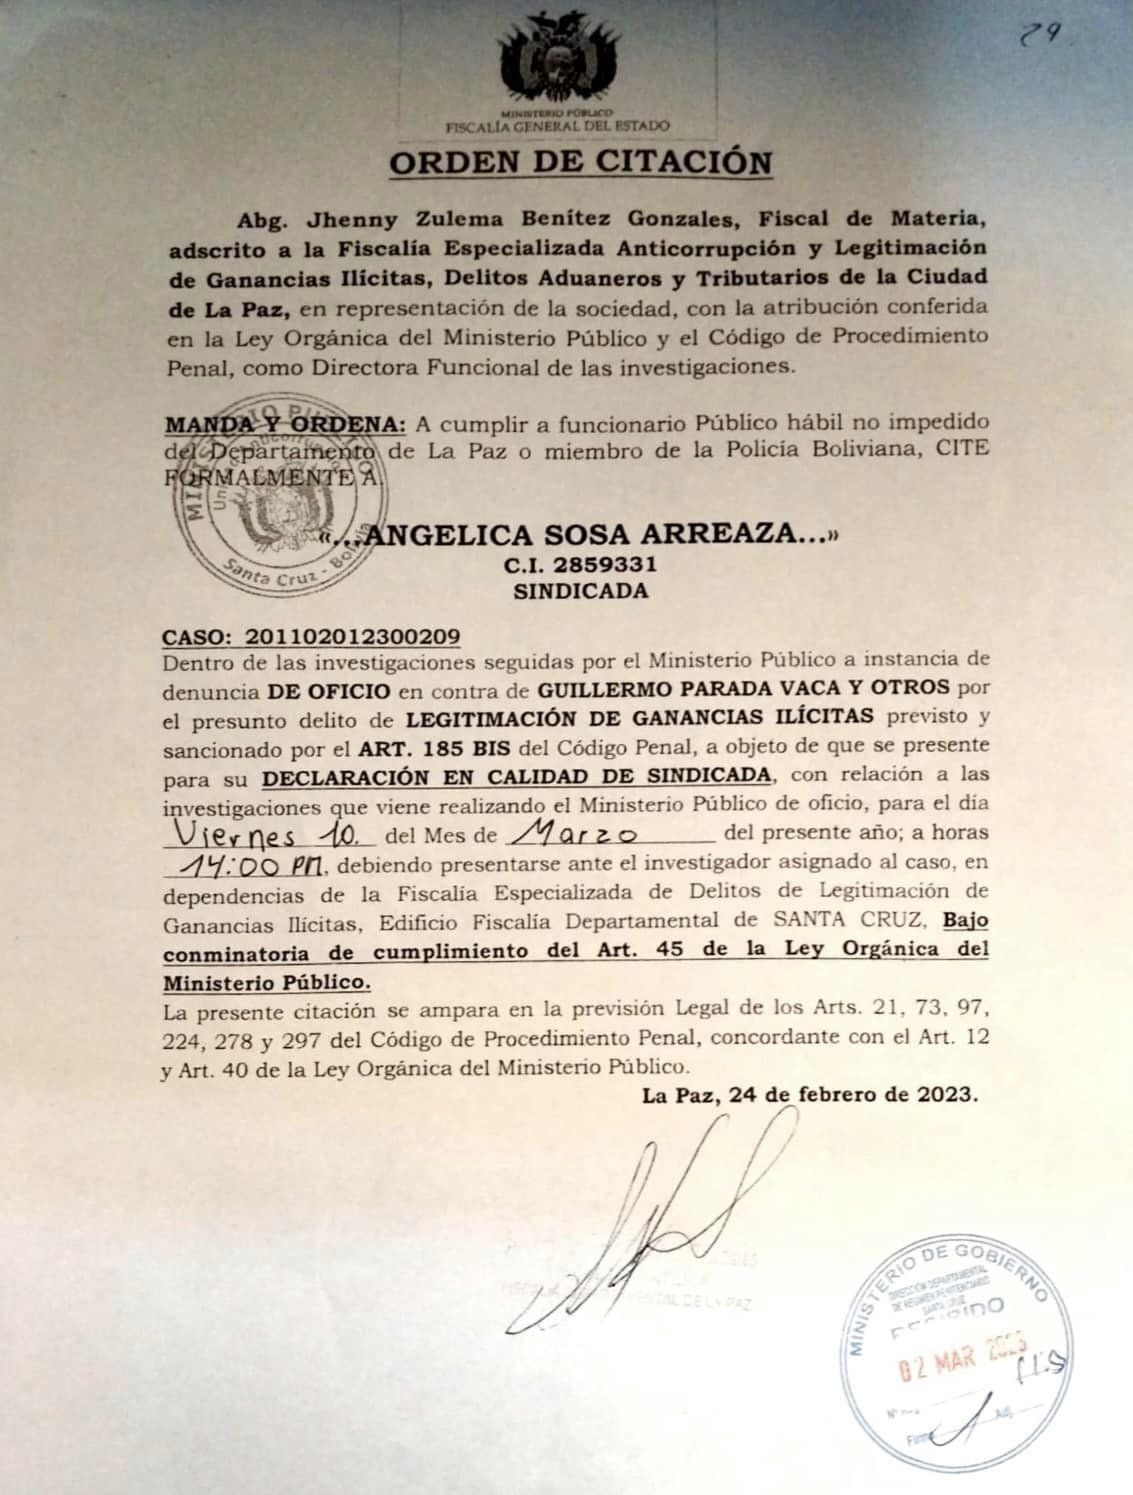 29
MINISTERIO PÚBLICO
FISCALÍA GENERAL DEL ESTADO
ORDEN DE CITACIÓN
Abg. Jhenny Zulema Benítez Gonzales, Fiscal de Materia,
adscrito a la Fiscalía Especializada Anticorrupción y Legitimación
de Ganancias Ilícitas, Delitos Aduaneros y Tributarios de la Ciudad
de La Paz, en representación de la sociedad, con la atribución conferida
en la Ley Orgánica del Ministerio Público y el Código de Procedimiento
Penal, como Directora Funcional de las investigaciones.
MANDA Y ORDENA: A cumplir a funcionario Público hábil no impedido
del Departamento de La Paz o miembro de la Policía Boliviana, CITE
FORMALMENTE A.
«...ANGELICA SOSA ARREAZA...»
C.I. 2859331
SINDICADA
Santa Cruz - Bolivia
CASO: 201102012300209
Dentro de las investigaciones seguidas por el Ministerio Público a instancia de
denuncia DE OFICIO en contra de GUILLERMO PARADA VACA Y OTROS por
el presunto delito de LEGITIMACIÓN DE GANANCIAS ILÍCITAS previsto y
sancionado por el ART. 185 BIS del Código Penal, a objeto de que se presente
para su DECLARACIÓN EN CALIDAD DE SINDICADA, con relación a las
investigaciones que viene realizando el Ministerio Público de oficio, para el día
Viernes 10. del Mes de Marzo del presente año; a horas
14:00 PM, debiendo presentarse ante el investigador asignado al caso, en
dependencias de la Fiscalía Especializada de Delitos de Legitimación de
Ganancias Ilícitas, Edificio Fiscalía Departamental de SANTA CRUZ, Bajo
conminatoria de cumplimiento del Art. 45 de la Ley Orgánica del
Ministerio Público.
La presente citación se ampara en la previsión Legal de los Arts. 21, 73, 97,
224, 278 y 297 del Código de Procedimiento Penal, concordante con el Art. 12
y Art. 40 de la Ley Orgánica del Ministerio Público.
La Paz, 24 de febrero de 2023.
MINISTERIO DE GOBIERNO
DIRECCIÓN DEPARTAMENTAL
DE RÉGIMEN PENITENCIARIO
SANTA CRUZ
RECIBIDO
02 MAR 2023